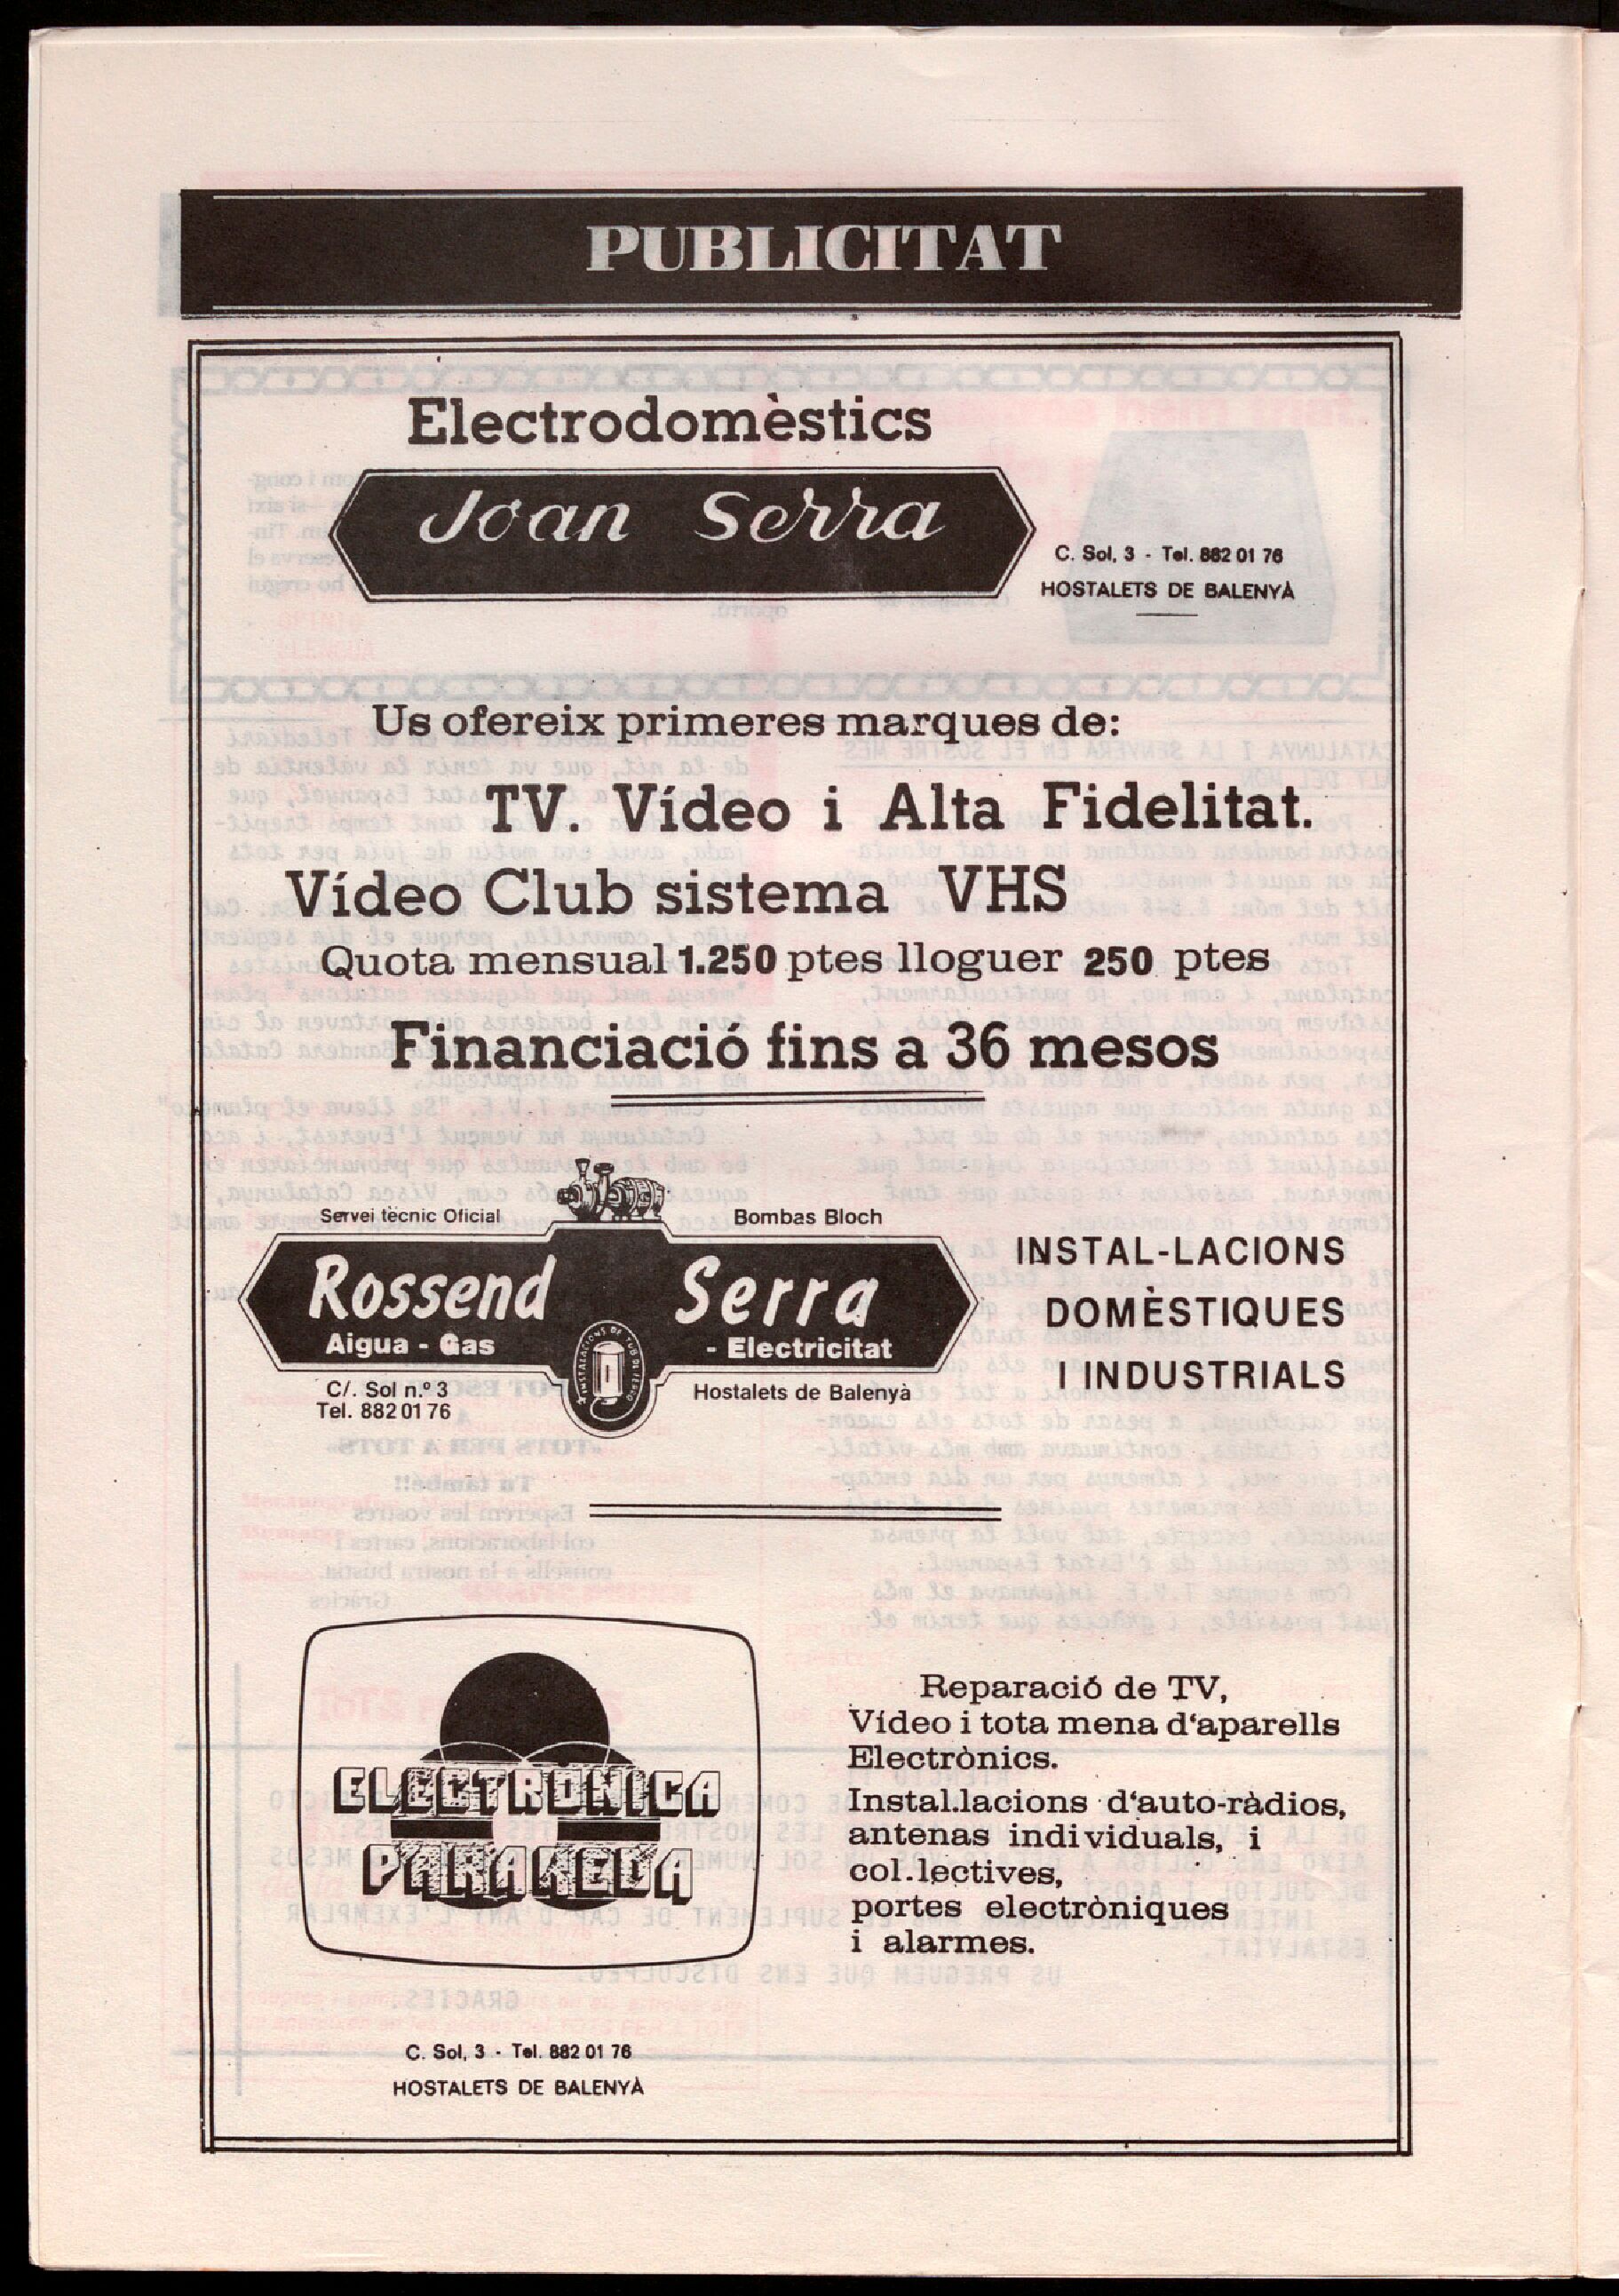 PUBLICITAT
Electrodomèstics
Joan Serra
C. Sol, 3 - Tel. 882 01 76
HOSTALETS DE BALENYÀ
Us ofereix primeres marques de:
TV. Vídeo i Alta Fidelitat.
Vídeo Club sistema VHS
Quota mensual 1.250 ptes lloguer 250 ptes
Financiació fins a 36 mesos
Servei tècnic Oficial
Bombas Bloch
Rossend Serra
Aigua - Gas - Electricitat
C/. Sol n.º 3
Tel. 882 01 76
Hostalets de Balenyà
INSTAL-LACIONS
DOMÈSTIQUES
I INDUSTRIALS
ELECTRÒNICA
PARAREDA
Reparació de TV,
Vídeo i tota mena d'aparells
Electrònics.
Instal.lacions d'auto-ràdios,
antenas individuals, i
col.lectives,
portes electròniques
i alarmes.
C. Sol, 3 - Tel. 882 01 76
HOSTALETS DE BALENYÀ